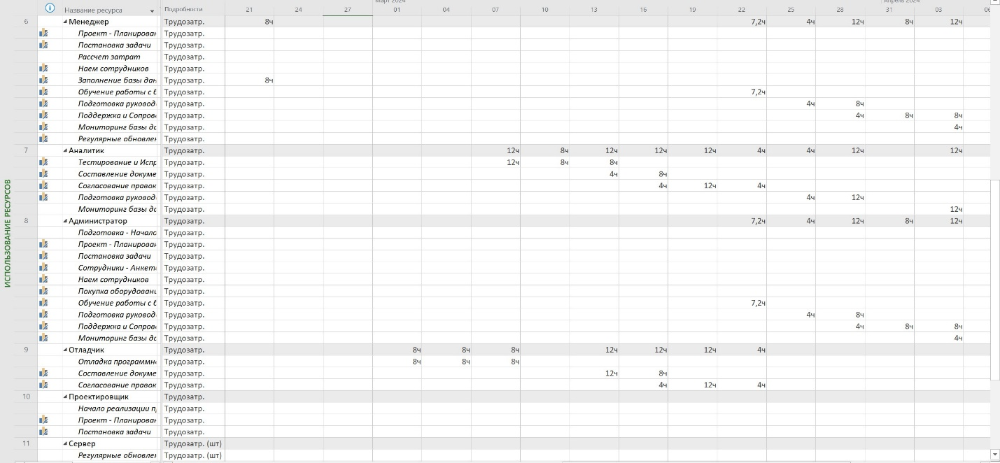 Март 2024 Апрель 2024
Название ресурса Подробности 21 24 27 01 04 07 10 13 16 19 22 25 28 31 03 06
6 Менеджер Трудозатр. 8ч 7,2ч 4ч 12ч 8ч 12ч
Проект - Планирован Трудозатр.
Постановка задачи Трудозатр.
Рассчет затрат Трудозатр.
Наем сотрудников Трудозатр.
Заполнение базы дан Трудозатр. 8ч
Обучение работы с б Трудозатр. 7,2ч
Подготовка руковод Трудозатр. 4ч 8ч
Поддержка и Сопров Трудозатр. 4ч 8ч 8ч
Мониторинг базы да Трудозатр. 4ч
Регулярные обновлен Трудозатр.
7 Аналитик Трудозатр. 12ч 8ч 12ч 12ч 12ч 4ч 4ч 12ч 12ч
Тестирование и Испр Трудозатр. 12ч 8ч 8ч
Составление докуме Трудозатр. 4ч 8ч
Согласование правок Трудозатр. 4ч 12ч 4ч
Подготовка руковод Трудозатр. 4ч 12ч
Мониторинг базы да Трудозатр. 12ч
8 Администратор Трудозатр. 7,2ч 4ч 12ч 8ч 12ч
Подготовка - Начало Трудозатр.
Проект - Планирован Трудозатр.
Постановка задачи Трудозатр.
Сотрудники - Анкет Трудозатр.
Наем сотрудников Трудозатр.
Покупка оборудован Трудозатр.
Обучение работы с б Трудозатр. 7,2ч
Подготовка руковод Трудозатр. 4ч 8ч
Поддержка и Сопров Трудозатр. 4ч 8ч 8ч
Мониторинг базы да Трудозатр. 4ч
9 Отладчик Трудозатр. 8ч 8ч 8ч 12ч 12ч 12ч 4ч
Отладка программн Трудозатр. 8ч 8ч 8ч
Составление докуме Трудозатр. 12ч 8ч
Согласование правок Трудозатр. 4ч 12ч 4ч
10 Проектировщик Трудозатр.
Начало реализации п Трудозатр.
Проект - Планирован Трудозатр.
Постановка задачи Трудозатр.
11 Сервер Трудозатр. (шт)
Регулярные обновлен Трудозатр. (шт)
ИСПОЛЬЗОВАНИЕ РЕСУРСОВ